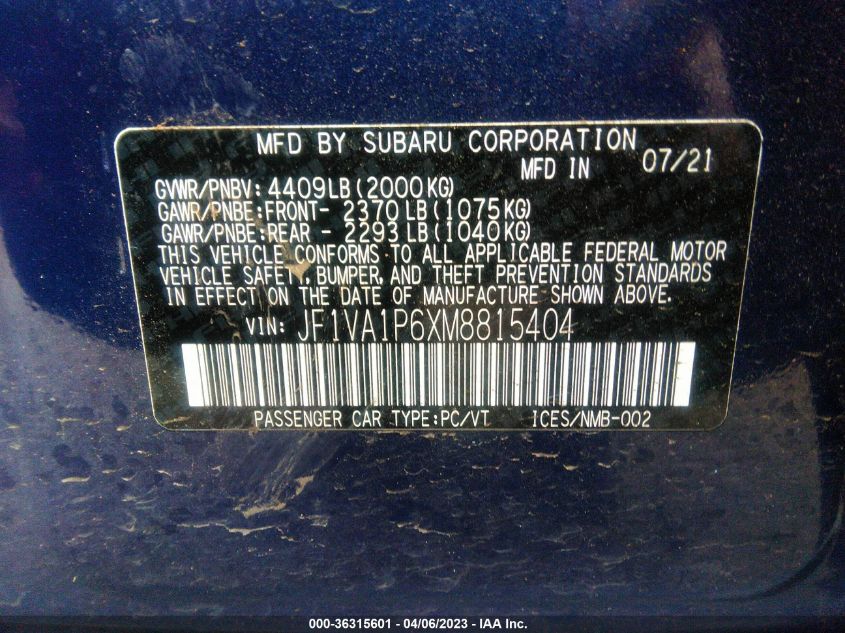 MFD BY SUBARU CORPORATION
MFD IN 07/21
GVWR/PNBV: 4409LB(2000KG)
GAWR/PNBE:FRONT- 2370LB(1075KG)
GAWR/PNBE:REAR - 2293LB(1040KG)
THIS VEHICLE CONFORMS TO ALL APPLICABLE FEDERAL MOTOR
VEHICLE SAFETY, BUMPER, AND THEFT PREVENTION STANDARDS
IN EFFECT ON THE DATE OF MANUFACTURE SHOWN ABOVE.
VIN: JF1VA1P6XM8815404
PASSENGER CAR TYPE:PC/VT ICES/NMB-002
000-36315601 - 04/06/2023 - IAA Inc.